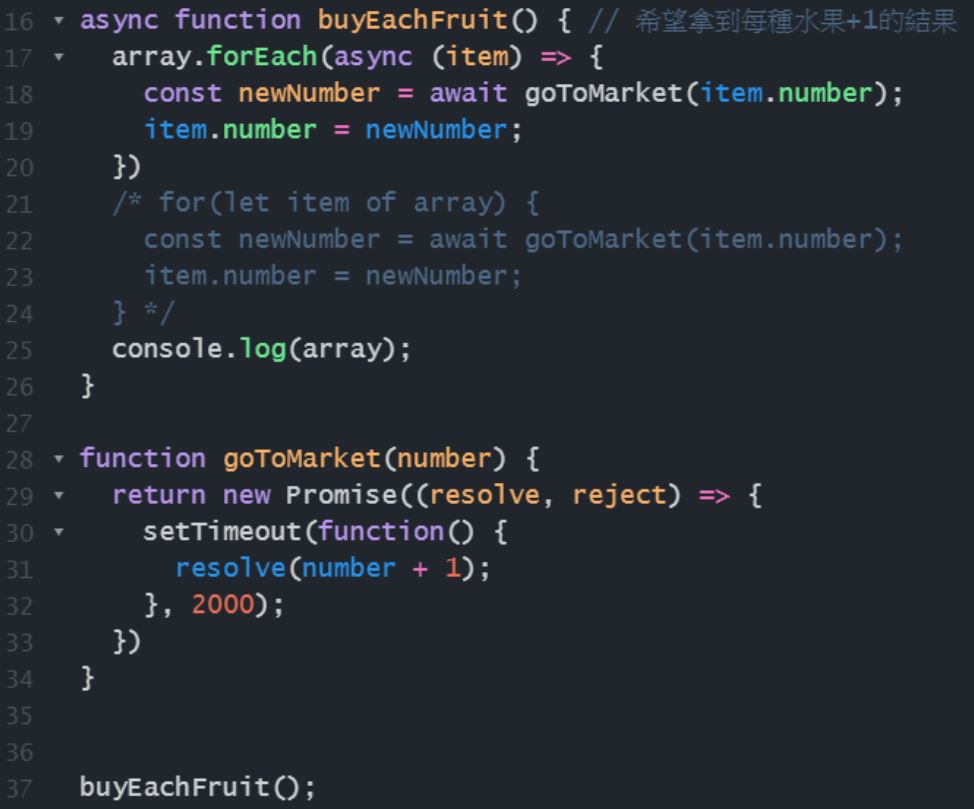 16 async function buyEachFruit() { // 希望拿到每種水果+1的結果
17 array.forEach(async (item) => {
18 const newNumber = await goToMarket(item.number);
19 item.number = newNumber;
20 })
21 /* for(let item of array) {
22 const newNumber = await goToMarket(item.number);
23 item.number = newNumber;
24 } */
25 console.log(array);
26 }
27
28 function goToMarket(number) {
29 return new Promise((resolve, reject) => {
30 setTimeout(function() {
31 resolve(number + 1);
32 }, 2000);
33 })
34 }
35
36
37 buyEachFruit();